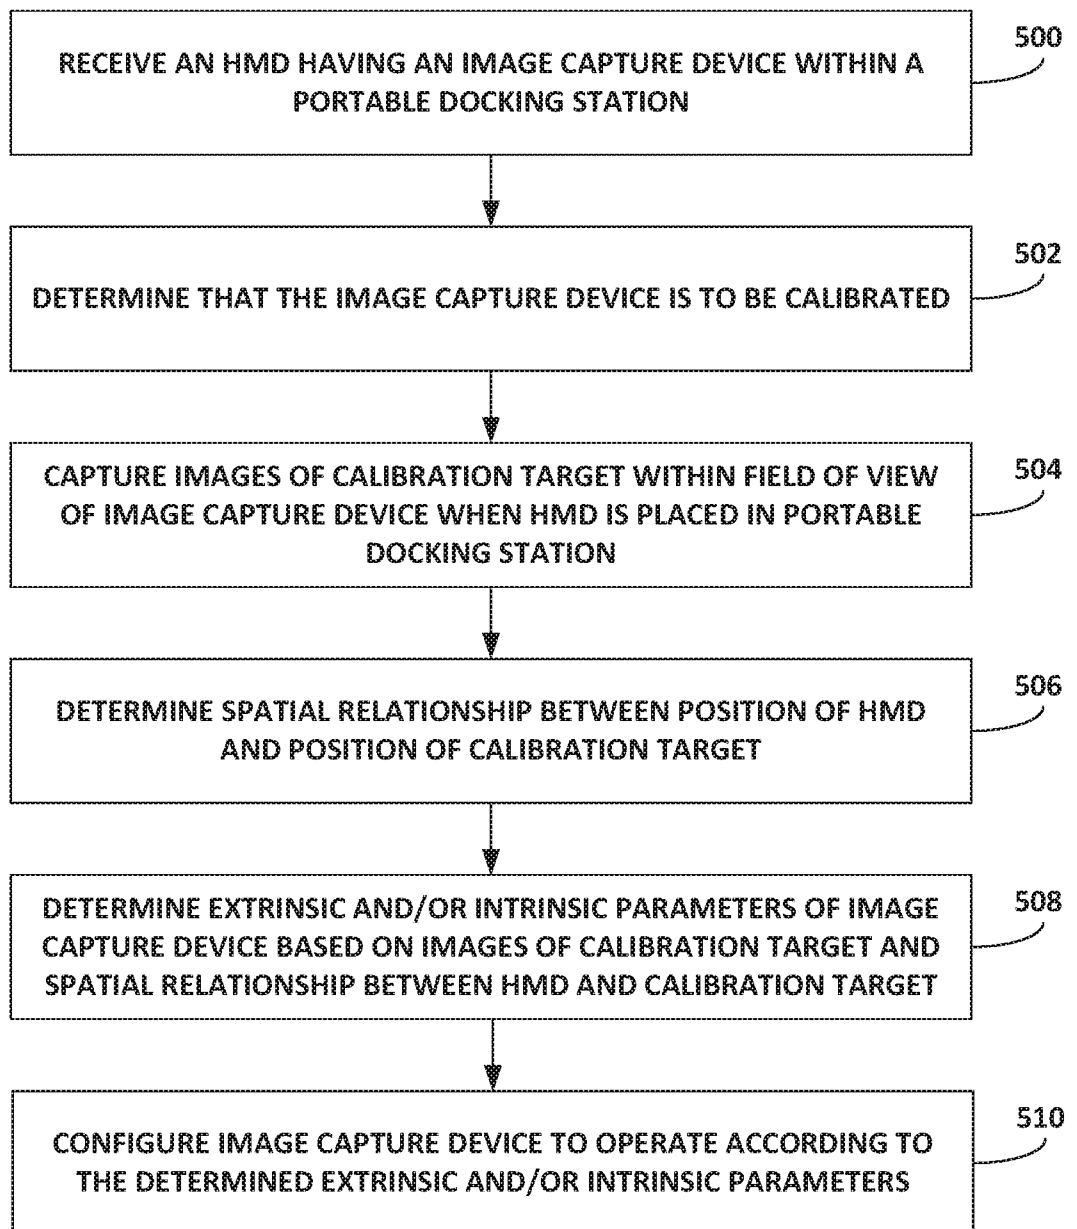 500
RECEIVE AN HMD HAVING AN IMAGE CAPTURE DEVICE WITHIN A
PORTABLE DOCKING STATION
502
DETERMINE THAT THE IMAGE CAPTURE DEVICE IS TO BE CALIBRATED
504
CAPTURE IMAGES OF CALIBRATION TARGET WITHIN FIELD OF VIEW
OF IMAGE CAPTURE DEVICE WHEN HMD IS PLACED IN PORTABLE
DOCKING STATION
506
DETERMINE SPATIAL RELATIONSHIP BETWEEN POSITION OF HMD
AND POSITION OF CALIBRATION TARGET
508
DETERMINE EXTRINSIC AND/OR INTRINSIC PARAMETERS OF IMAGE
CAPTURE DEVICE BASED ON IMAGES OF CALIBRATION TARGET AND
SPATIAL RELATIONSHIP BETWEEN HMD AND CALIBRATION TARGET
510
CONFIGURE IMAGE CAPTURE DEVICE TO OPERATE ACCORDING TO
THE DETERMINED EXTRINSIC AND/OR INTRINSIC PARAMETERS